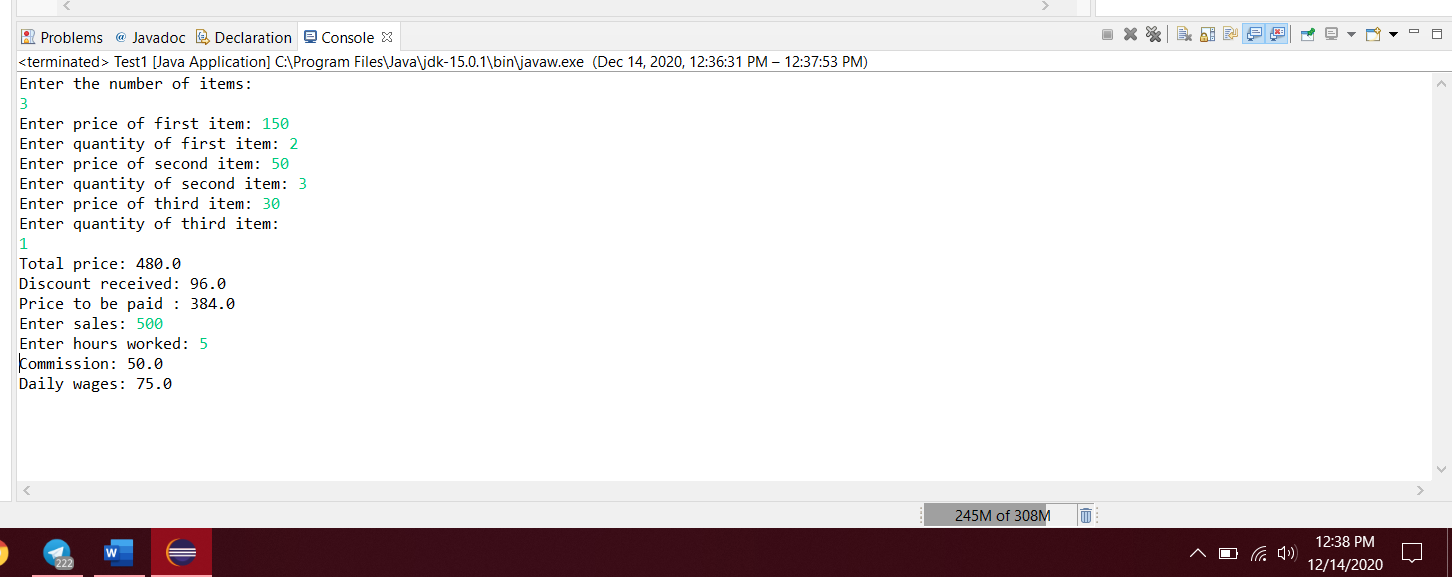 Problems @ Javadoc Declaration Console
<terminated> Test1 [Java Application] C:\Program Files\Java\jdk-15.0.1\bin\javaw.exe (Dec 14, 2020, 12:36:31 PM – 12:37:53 PM)
Enter the number of items:
3
Enter price of first item: 150
Enter quantity of first item: 2
Enter price of second item: 50
Enter quantity of second item: 3
Enter price of third item: 30
Enter quantity of third item:
1
Total price: 480.0
Discount received: 96.0
Price to be paid : 384.0
Enter sales: 500
Enter hours worked: 5
Commission: 50.0
Daily wages: 75.0
245M of 308M
222
W
12:38 PM
12/14/2020